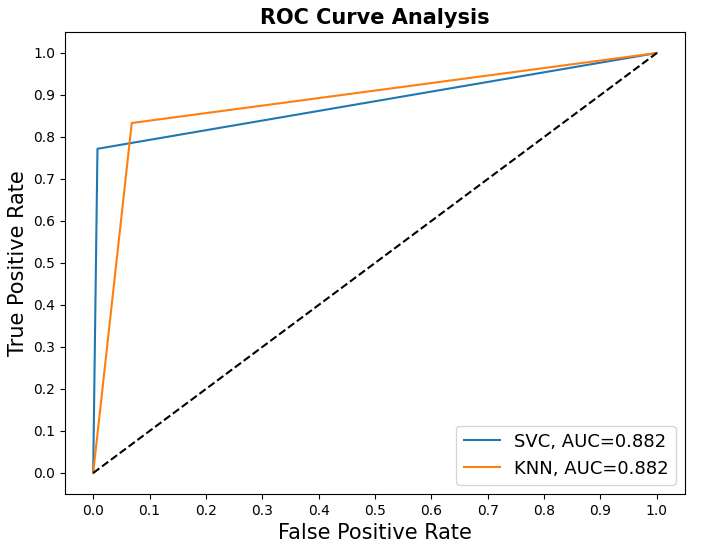 ROC Curve Analysis
True Positive Rate
1.0
0.9
0.8
0.7
0.6
0.5
0.4
0.3
0.2
0.1
0.0
SVC, AUC=0.882
KNN, AUC=0.882
0.0 0.1 0.2 0.3 0.4 0.5 0.6 0.7 0.8 0.9 1.0
False Positive Rate